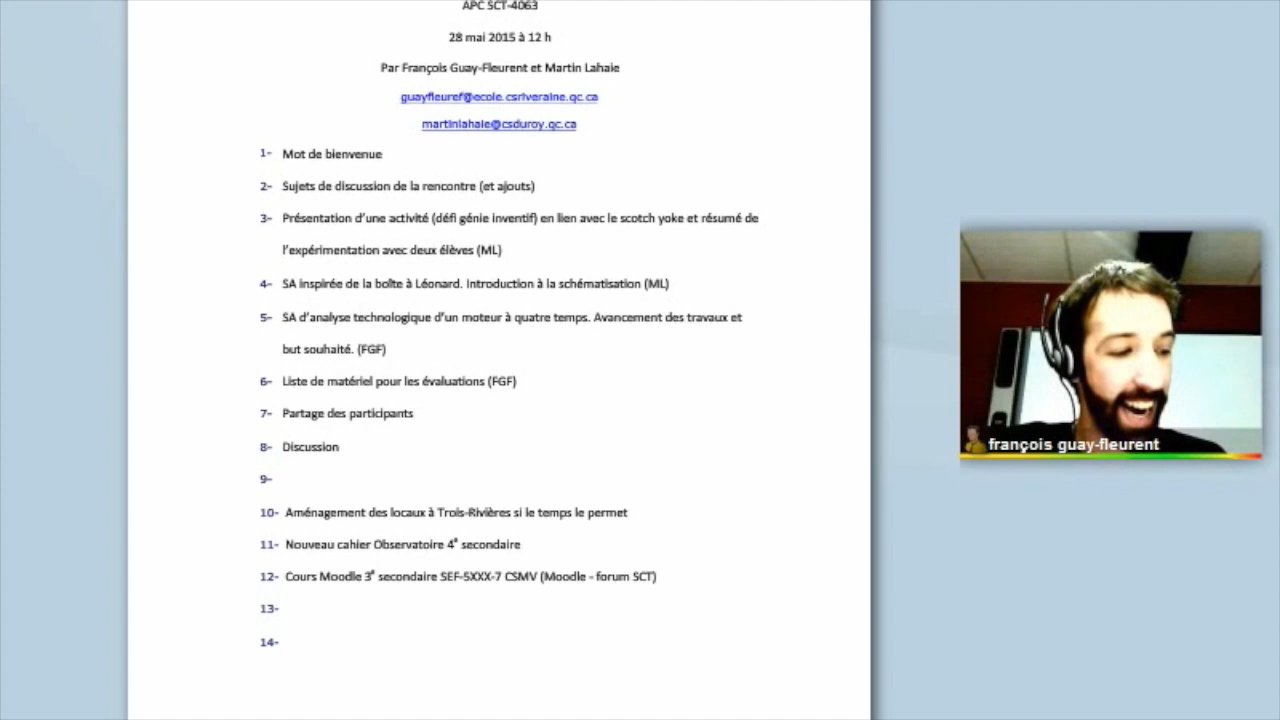 APC SCT-4063
28 mai 2015 à 12 h
Par François Guay-Fleurent et Martin Lahaie
guayfleuref@ecole.csriveraine.qc.ca
martinlahaie@csduroy.qc.ca
1- Mot de bienvenue
2- Sujets de discussion de la rencontre (et ajouts)
3- Présentation d'une activité (défi génie inventif) en lien avec le scotch yoke et résumé de
l'expérimentation avec deux élèves (ML)
4- SA inspirée de la boîte à Léonard. Introduction à la schématisation (ML)
5- SA d'analyse technologique d'un moteur à quatre temps. Avancement des travaux et
but souhaité. (FGF)
6- Liste de matériel pour les évaluations (FGF)
7- Partage des participants
8- Discussion
9-
10- Aménagement des locaux à Trois-Rivières si le temps le permet
11- Nouveau cahier Observatoire 4e secondaire
12- Cours Moodle 3e secondaire SEF-5XXX-7 CSMV (Moodle - forum SCT)
13-
14-
françois guay-fleurent